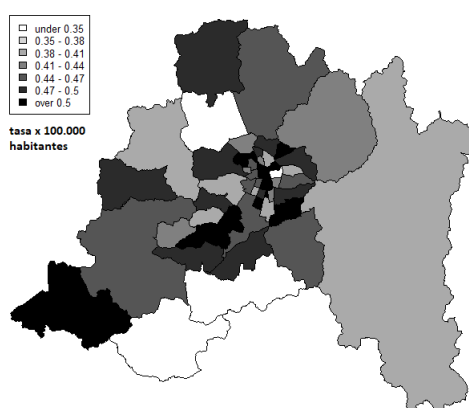 under 0.35
0.35 - 0.38
0.38 - 0.41
0.41 - 0.44
0.44 - 0.47
0.47 - 0.5
over 0.5
tasa x 100.000
habitantes